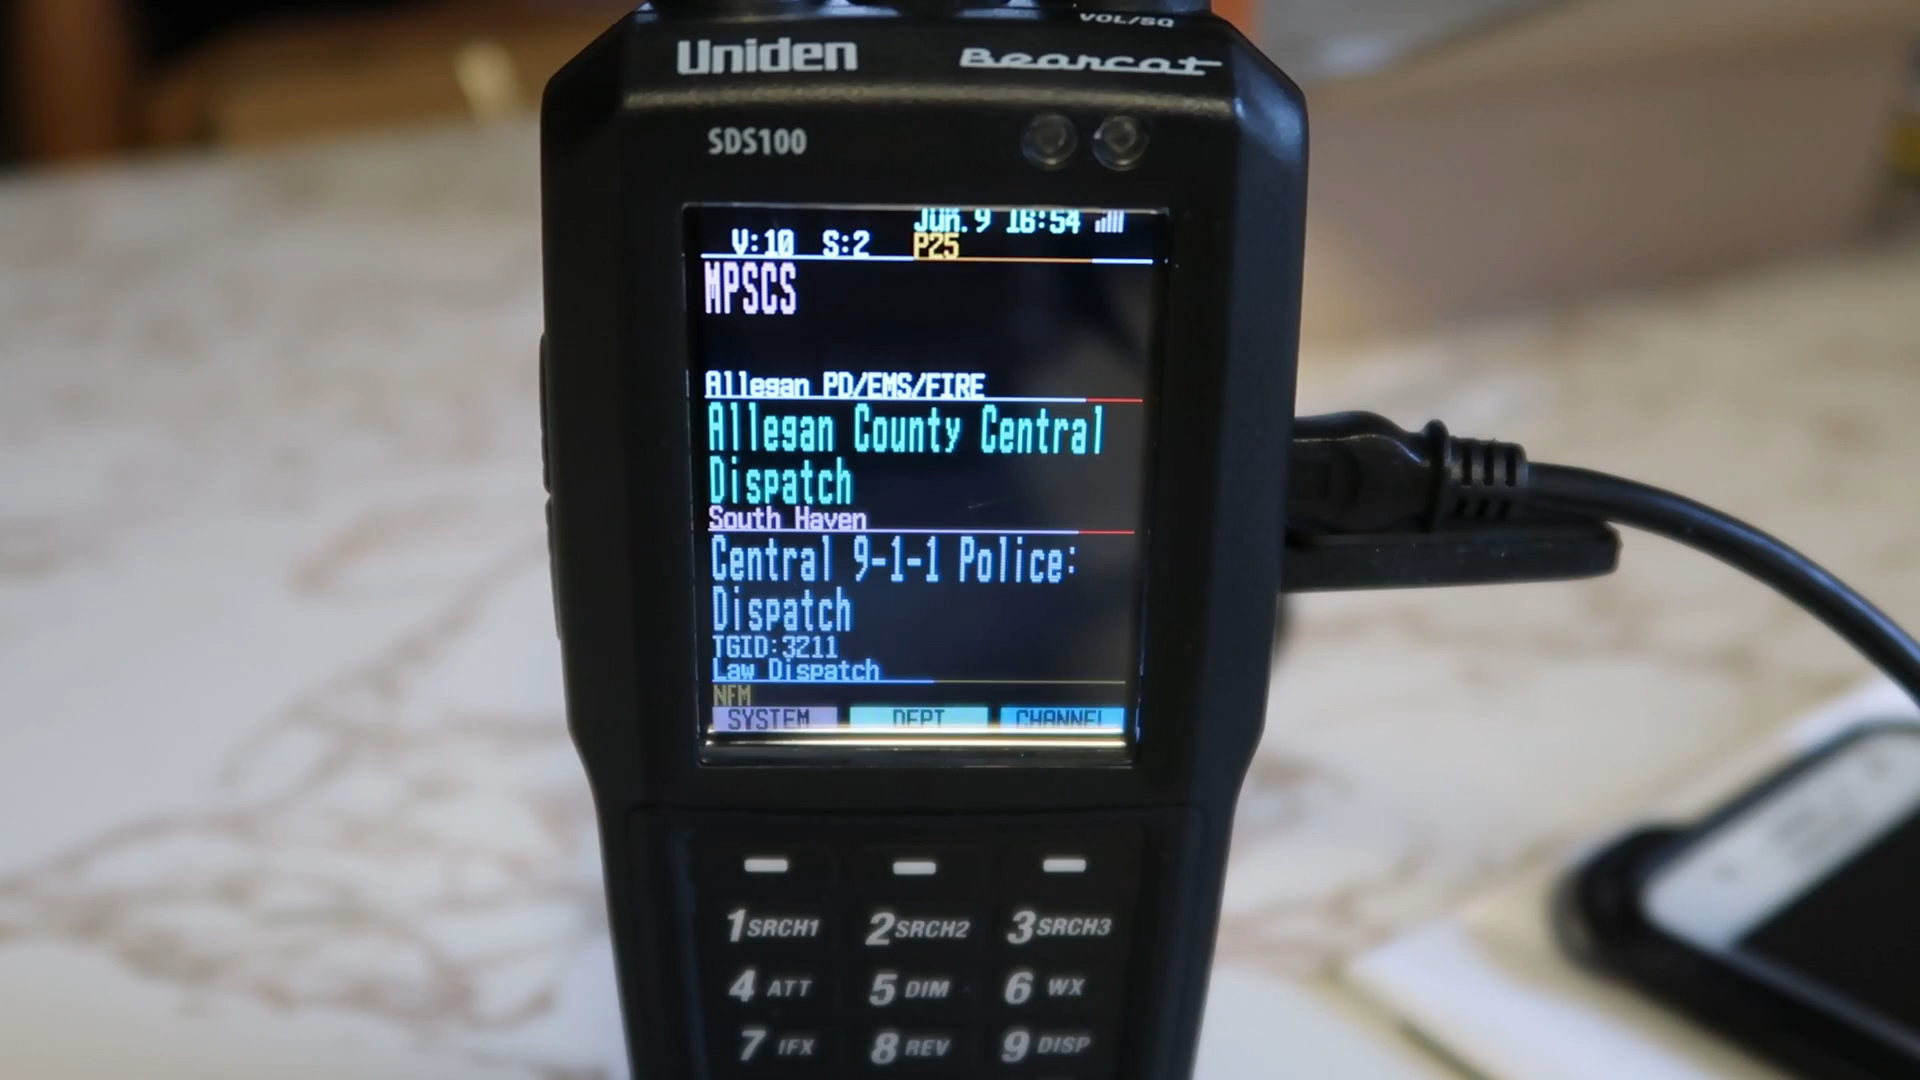 VOL/SQ
Uniden Bearcat
SDS100
Jun. 9 16:54
V:10 S:2 P25
MPSCS
Allegan PD/EMS/FIRE
Allegan County Central
Dispatch
South Haven
Central 9-1-1 Police:
Dispatch
TGID:3211
Law Dispatch
NFM
SYSTEM DEPT CHANNEL
1 SRCH1 2 SRCH2 3 SRCH3
4 ATT 5 DIM 6 WX
7 IFX 8 REV 9 DISP